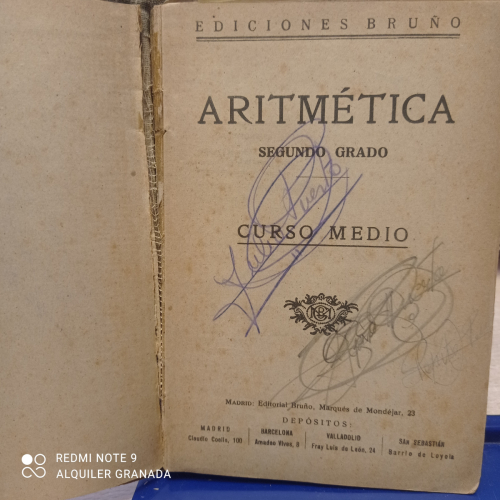 EDICIONES BRUÑO
ARITMÉTICA
SEGUNDO GRADO
CURSO MEDIO
MADRID: Editorial Bruño, Marqués de Mondéjar, 23
DEPÓSITOS:
MADRID
Claudio Coello, 100
BARCELONA
Amadeo Vives, 8
VALLADOLID
Fray Luis de León, 24
SAN SEBASTIÁN
Barrio de Loyola
REDMI NOTE 9
ALQUILER GRANADA